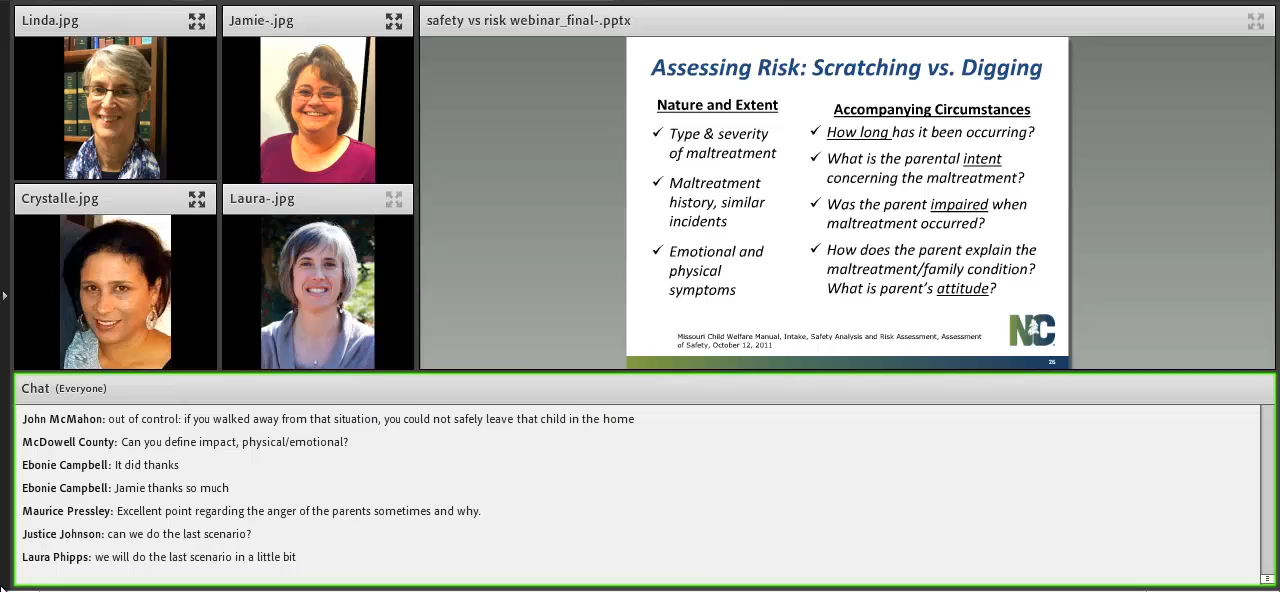 Linda.jpg
Jamie-.jpg
safety vs risk webinar_final-.pptx
Crystalle.jpg
Laura-.jpg
Assessing Risk: Scratching vs. Digging
Nature and Extent
✓ Type & severity
of maltreatment
✓ Maltreatment
history, similar
incidents
✓ Emotional and
physical
symptoms
Accompanying Circumstances
✓ How long has it been occurring?
✓ What is the parental intent
concerning the maltreatment?
✓ Was the parent impaired when
maltreatment occurred?
✓ How does the parent explain the
maltreatment/family condition?
What is parent's attitude?
Missouri Child Welfare Manual, Intake, Safety Analysis and Risk Assessment, Assessment
of Safety, October 12, 2011
NC
26
Chat (Everyone)
John McMahon: out of control: if you walked away from that situation, you could not safely leave that child in the home
McDowell County: Can you define impact, physical/emotional?
Ebonie Campbell: It did thanks
Ebonie Campbell: Jamie thanks so much
Maurice Pressley: Excellent point regarding the anger of the parents sometimes and why.
Justice Johnson: can we do the last scenario?
Laura Phipps: we will do the last scenario in a little bit